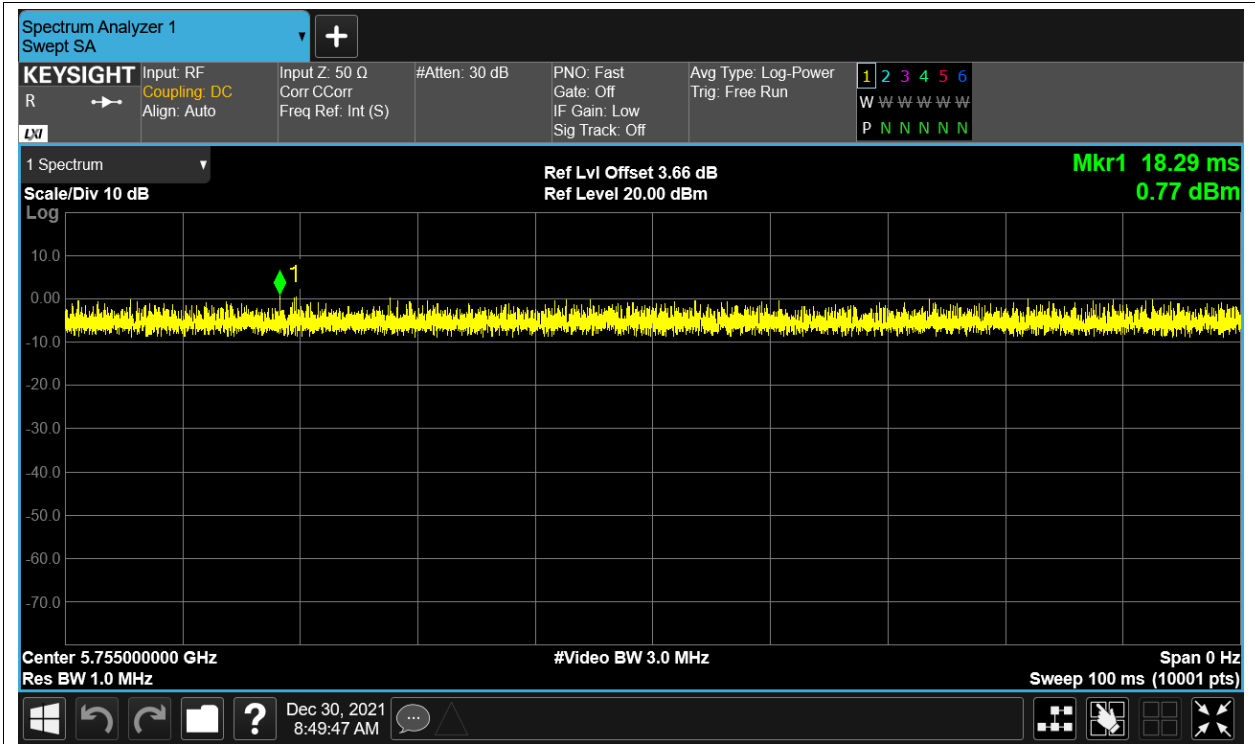 Spectrum Analyzer 1
Swept SA
KEYSIGHT
R
LXI
Input: RF
Coupling: DC
Align: Auto
Input Z: 50 Ω
Corr CCorr
Freq Ref: Int (S)
#Atten: 30 dB
PNO: Fast
Gate: Off
IF Gain: Low
Sig Track: Off
Avg Type: Log-Power
Trig: Free Run
1 2 3 4 5 6
W W W W W W
P N N N N N
1 Spectrum
Scale/Div 10 dB
Ref Lvl Offset 3.66 dB
Ref Level 20.00 dBm
Mkr1 18.29 ms
0.77 dBm
Log
10.0
1
0.00
-10.0
-20.0
-30.0
-40.0
-50.0
-60.0
-70.0
Center 5.755000000 GHz
#Video BW 3.0 MHz
Span 0 Hz
Res BW 1.0 MHz
Sweep 100 ms (10001 pts)
?
Dec 30, 2021
8:49:47 AM